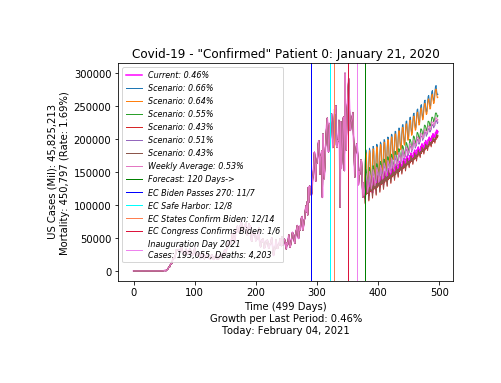 Covid-19 - "Confirmed" Patient 0: January 21, 2020
US Cases (Mil): 45,825,213
Mortality: 450,797 (Rate: 1.69%)
300000
250000
200000
150000
100000
50000
0
Current: 0.46%
Scenario: 0.66%
Scenario: 0.64%
Scenario: 0.55%
Scenario: 0.43%
Scenario: 0.51%
Scenario: 0.43%
Weekly Average: 0.53%
Forecast: 120 Days->
EC Biden Passes 270: 11/7
EC Safe Harbor: 12/8
EC States Confirm Biden: 12/14
EC Congress Confirms Biden: 1/6
Inauguration Day 2021
Cases: 193,055, Deaths: 4,203
0 100 200 300 400 500
Time (499 Days)
Growth per Last Period: 0.46%
Today: February 04, 2021